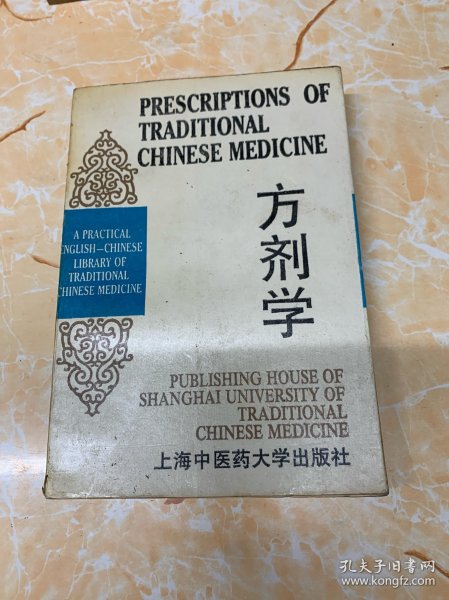 PRESCRIPTIONS OF
TRADITIONAL
CHINESE MEDICINE
方剂学
A PRACTICAL
ENGLISH-CHINESE
LIBRARY OF
TRADITIONAL
CHINESE MEDICINE
PUBLISHING HOUSE OF
SHANGHAI UNIVERSITY OF
TRADITIONAL
CHINESE MEDICINE
上海中医药大学出版社
孔夫子旧书网
www.kongfz.com